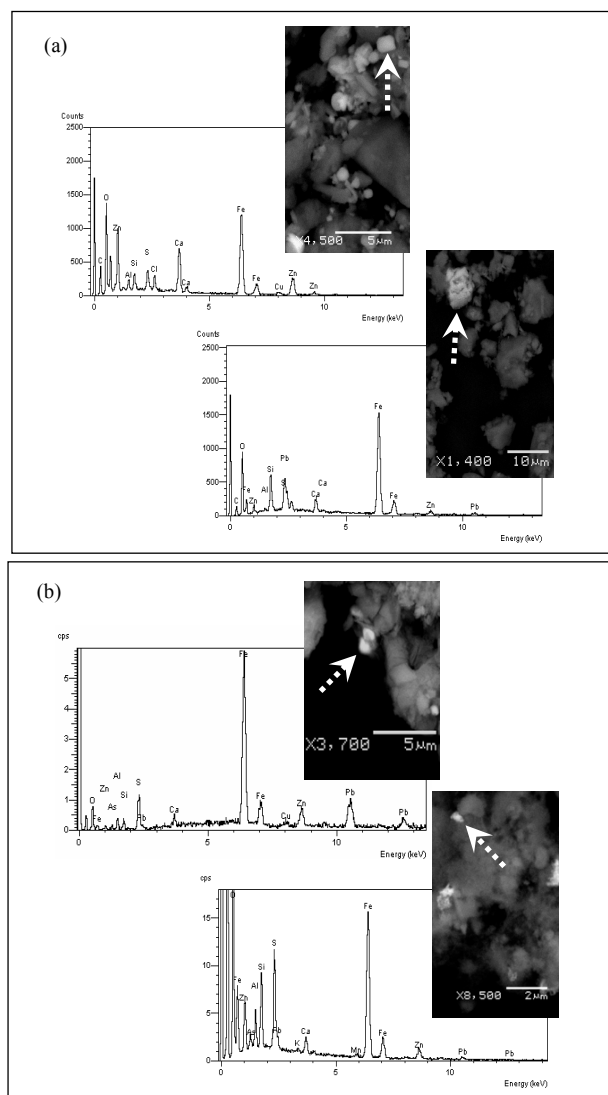 (a)
Counts
2500
2000
1500
1000
500
0
O
Zn
C
Al
Si
S
Cl
Ca
Ca
Fe
Fe
Cu
Zn
Zn
0 5 10
Energy (keV)
X4,500 5µm
Counts
2500
2000
1500
1000
500
0
O
C
Fe
Zn
Al
Si
Pb
S
Ca
Ca
Fe
Fe
Zn
Pb
0 5 10
Energy (keV)
X1,400 10µm
(b)
cps
5
4
3
2
1
0
O
Fe
Zn
As
Al
Si
S
Pb
Ca
Fe
Fe
Cu
Zn
Pb
Pb
0 5 10
Energy (keV)
X3,700 5µm
cps
15
10
5
0
O
Fe
Zn
As
Al
Si
S
Pb
K
Ca
Mn
Fe
Fe
Zn
Pb
Pb
0 5 10
Energy (keV)
X8,500 2µm